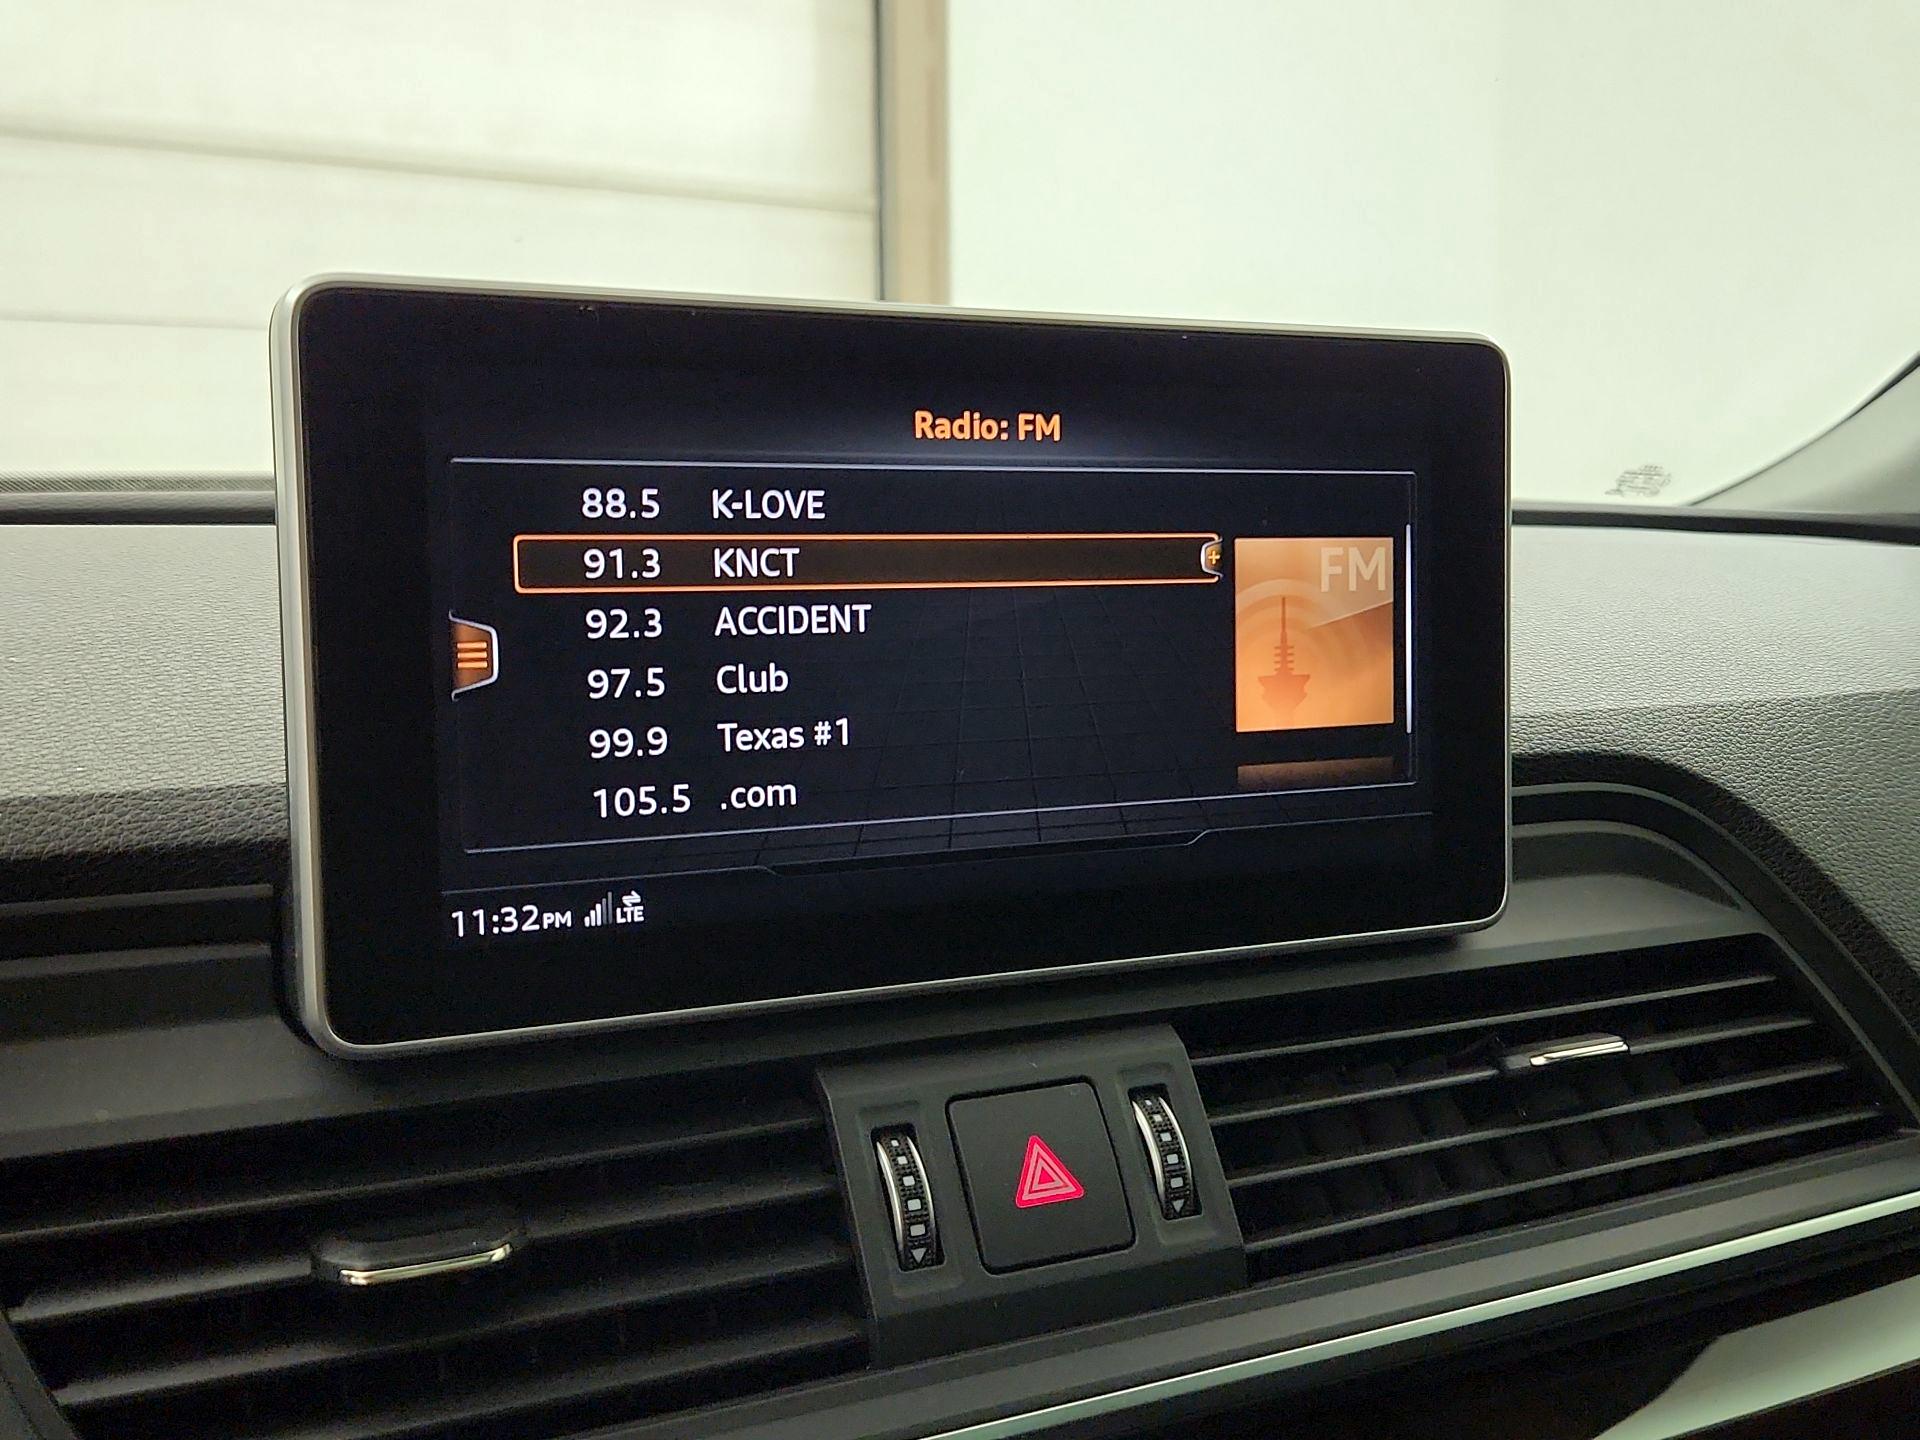 Radio: FM
88.5 K-LOVE
91.3 KNCT
FM
92.3 ACCIDENT
97.5 Club
99.9 Texas #1
105.5 .com
11:32PM LTE